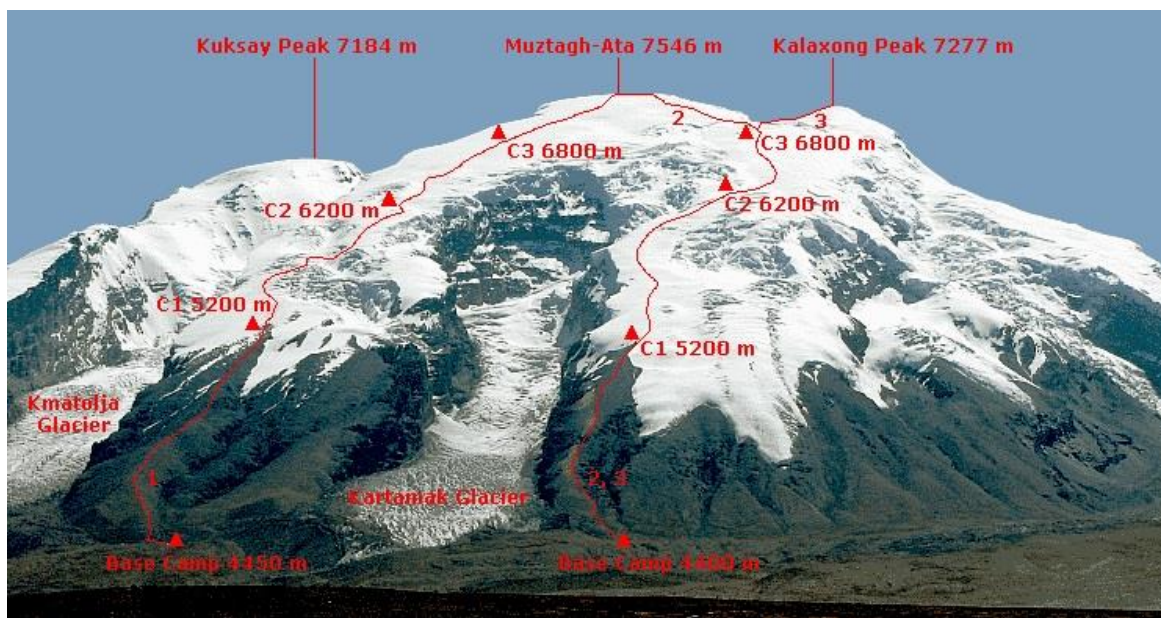 Kuksay Peak 7184 m
Muztagh-Ata 7546 m
Kalaxong Peak 7277 m
2
3
C3 6800 m
C3 6800 m
C2 6200 m
C2 6200 m
C1 5200 m
C1 5200 m
Kmatolja
Glacier
1
2, 3
Kartamak Glacier
Base Camp 4450 m
Base Camp 4400 m